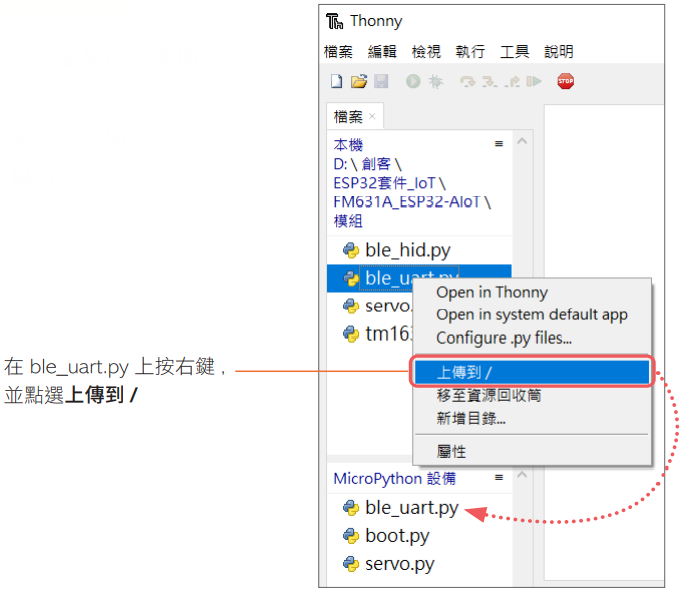 Thonny
檔案 編輯 檢視 執行 工具 說明
STOP
檔案 ×
本機
D: \ 創客 \
ESP32套件_IoT \
FM631A_ESP32-AIoT \
模組
ble_hid.py
ble_uart.py
servo.
tm163
Open in Thonny
Open in system default app
Configure .py files...
上傳到 /
移至資源回收筒
新增目錄...
屬性
在 ble_uart.py 上按右鍵，
並點選上傳到 /
MicroPython 設備
ble_uart.py
boot.py
servo.py